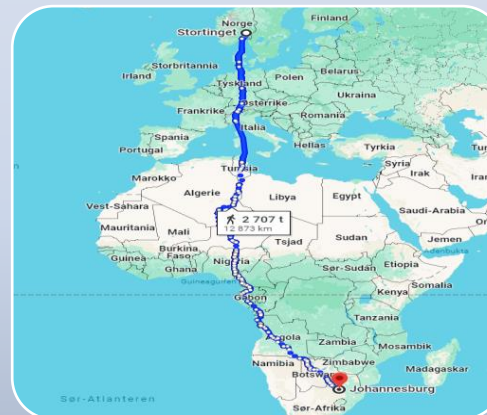 Norge
Finland
Stortinget
Storbritannia
Irland
Tyskland
Polen
Belarus
Ukraina
Frankrike
Østerrike
Romania
Italia
Spania
Hellas
Tyrkia
Portugal
Tunisia
Syria
Irak
Marokko
Algerie
Libya
Egypt
Vest-Sahara
Saudi-Arabia
2 707 t
12 873 km
Mauritania
Mali
Tsjad
Sudan
Jemen
Burkina
Faso
Guinea
Nigeria
Ghana
Sør-Sudan
Etiopia
Somalia
Guineagulfen
Gabon
Kenya
Tanzania
Angola
Zambia
Mosambik
Namibia
Zimbabwe
Madagaskar
Botswana
Johannesburg
Sør-Atlanteren
Sør-Afrika